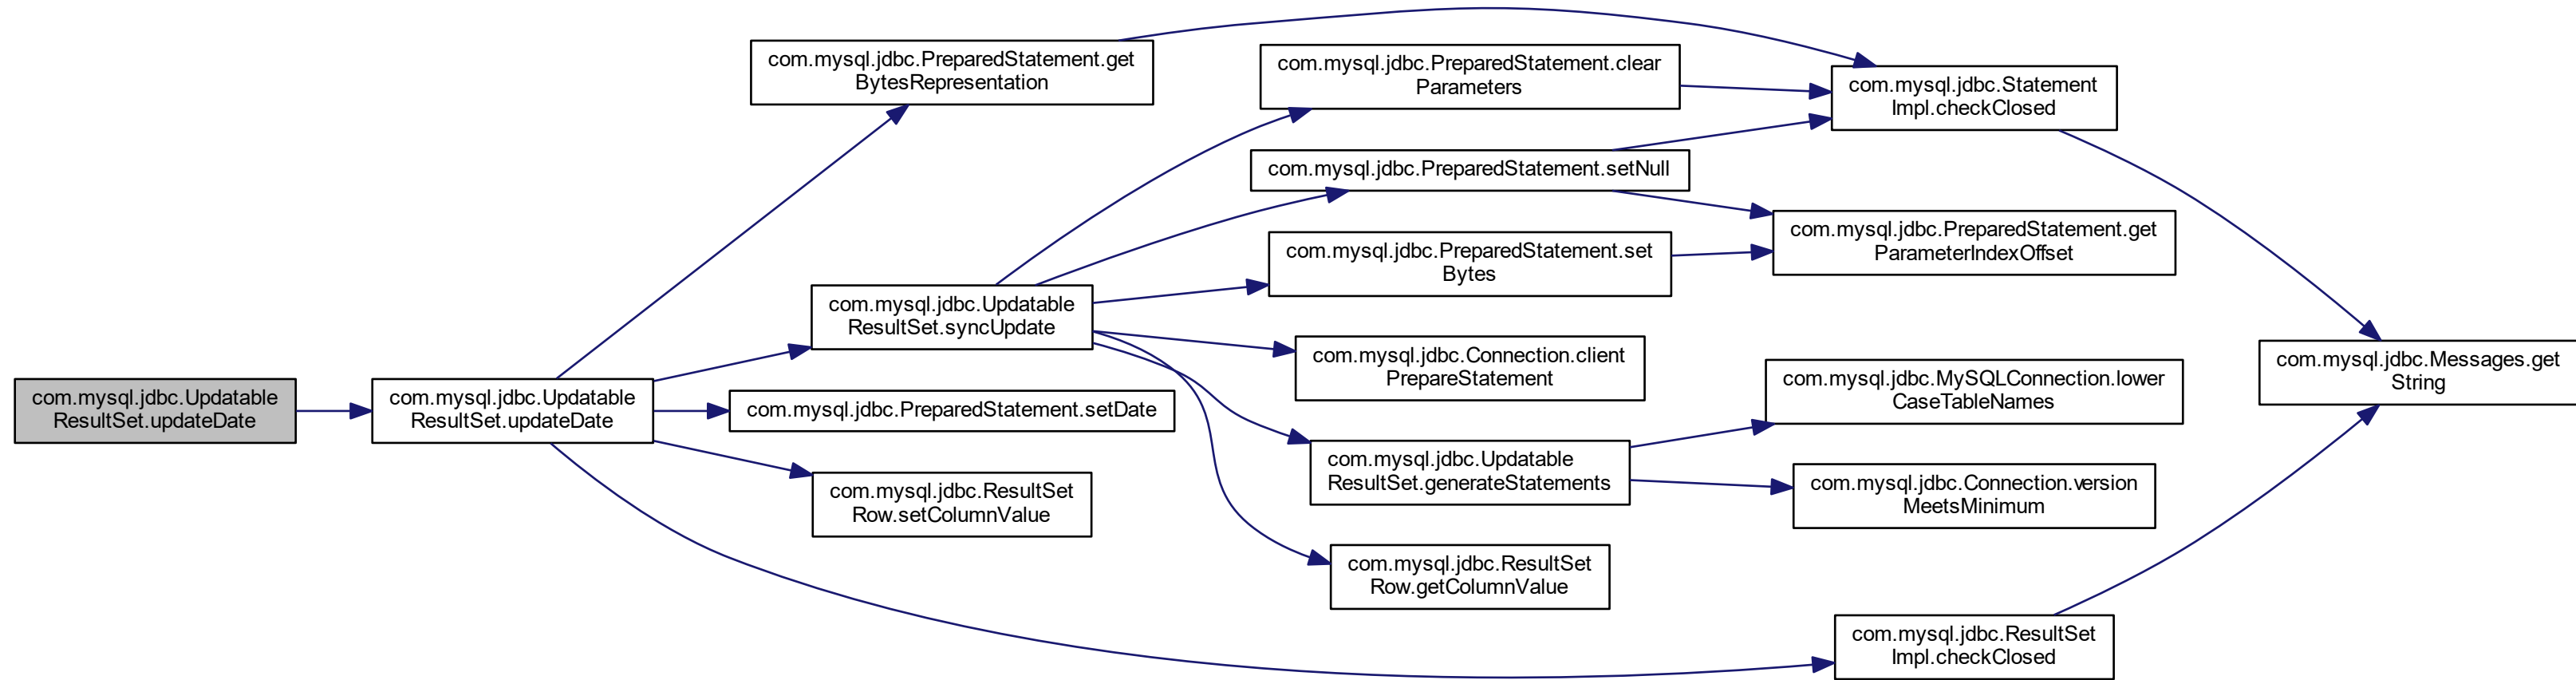 com.mysql.jdbc.Updatable
ResultSet.updateDate
com.mysql.jdbc.Updatable
ResultSet.updateDate
com.mysql.jdbc.PreparedStatement.get
BytesRepresentation
com.mysql.jdbc.Updatable
ResultSet.syncUpdate
com.mysql.jdbc.PreparedStatement.setDate
com.mysql.jdbc.ResultSet
Row.setColumnValue
com.mysql.jdbc.PreparedStatement.clear
Parameters
com.mysql.jdbc.PreparedStatement.setNull
com.mysql.jdbc.PreparedStatement.set
Bytes
com.mysql.jdbc.Connection.client
PrepareStatement
com.mysql.jdbc.Updatable
ResultSet.generateStatements
com.mysql.jdbc.ResultSet
Row.getColumnValue
com.mysql.jdbc.Statement
Impl.checkClosed
com.mysql.jdbc.PreparedStatement.get
ParameterIndexOffset
com.mysql.jdbc.MySQLConnection.lower
CaseTableNames
com.mysql.jdbc.Connection.version
MeetsMinimum
com.mysql.jdbc.ResultSet
Impl.checkClosed
com.mysql.jdbc.Messages.get
String